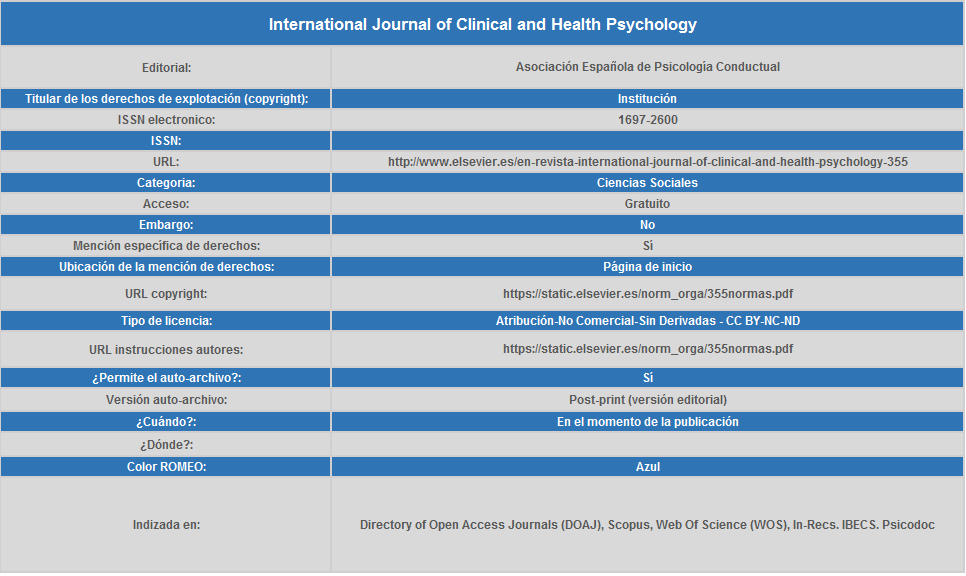 International Journal of Clinical and Health Psychology
Editorial: Asociación Española de Psicologia Conductual
Titular de los derechos de explotación (copyright): Institución
ISSN electronico: 1697-2600
ISSN:
URL: http://www.elsevier.es/en-revista-international-journal-of-clinical-and-health-psychology-355
Categoria: Ciencias Sociales
Acceso: Gratuito
Embargo: No
Mención específica de derechos: Sí
Ubicación de la mención de derechos: Página de inicio
URL copyright: https://static.elsevier.es/norm_orga/355normas.pdf
Tipo de licencia: Atribución-No Comercial-Sin Derivadas - CC BY-NC-ND
URL instrucciones autores: https://static.elsevier.es/norm_orga/355normas.pdf
¿Permite el auto-archivo?: Sí
Versión auto-archivo: Post-print (versión editorial)
¿Cuándo?: En el momento de la publicación
¿Dónde?:
Color ROMEO: Azul
Indizada en: Directory of Open Access Journals (DOAJ), Scopus, Web Of Science (WOS), In-Recs. IBECS. Psicodoc